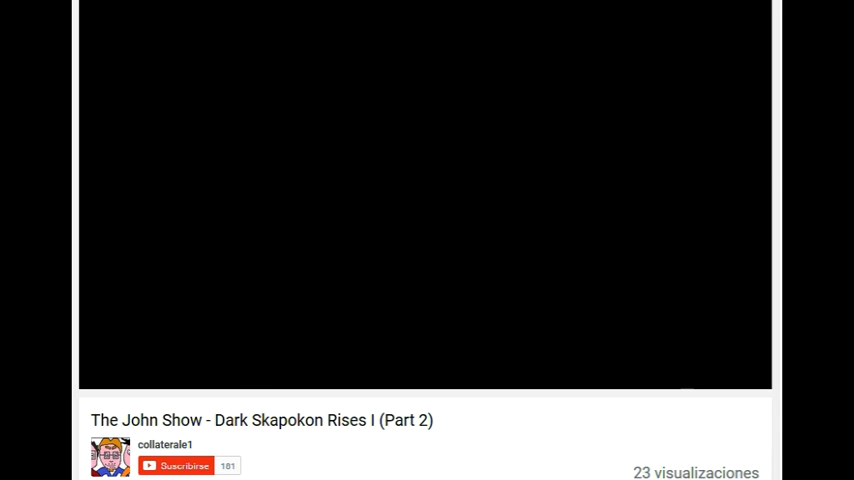 The John Show - Dark Skapokon Rises I (Part 2)
collaterale1
Suscribirse 181
23 visualizaciones